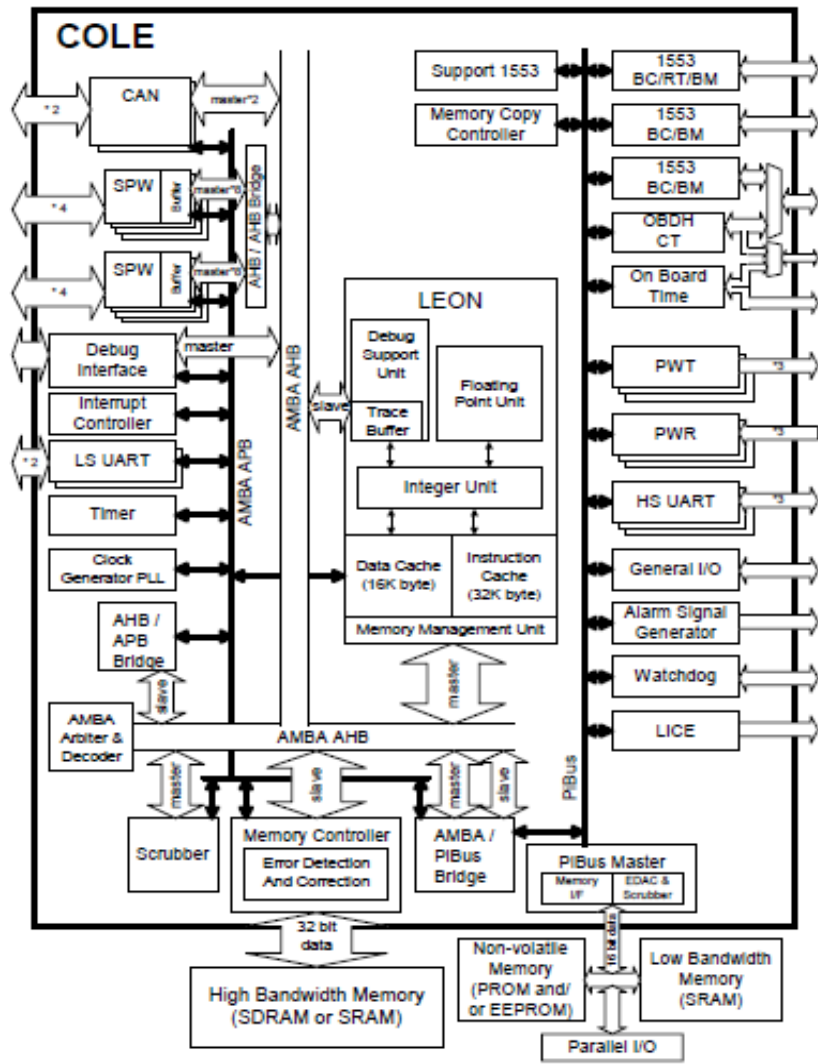 COLE
CAN
*2
master*2
SPW
Buffer
*4
SPW
Buffer
*4
AHB / AHB Bridge
Debug
Interface
master
Interrupt
Controller
LS UART
*2
Timer
Clock
Generator PLL
AHB /
APB
Bridge
slave
AMBA
Arbiter &
Decoder
AMBA APB
AMBA AHB
AMBA AHB
LEON
Debug
Support
Unit
Trace
Buffer
slave
Floating
Point Unit
Integer Unit
Data Cache
(16K byte)
Instruction
Cache
(32K byte)
Memory Management Unit
master
master
slave
master
slave
Scrubber
Memory Controller
Error Detection
And Correction
AMBA /
PIBus
Bridge
32 bit
data
High Bandwidth Memory
(SDRAM or SRAM)
Support 1553
Memory Copy
Controller
PIBus
1553
BC/RT/BM
1553
BC/BM
1553
BC/BM
OBDH
CT
On Board
Time
PWT
*3
PWR
*3
HS UART
*3
General I/O
Alarm Signal
Generator
Watchdog
LICE
PIBus Master
Memory
I/F
EDAC &
Scrubber
16 bit data
Non-volatile
Memory
(PROM and/
or EEPROM)
Low Bandwidth
Memory
(SRAM)
Parallel I/O